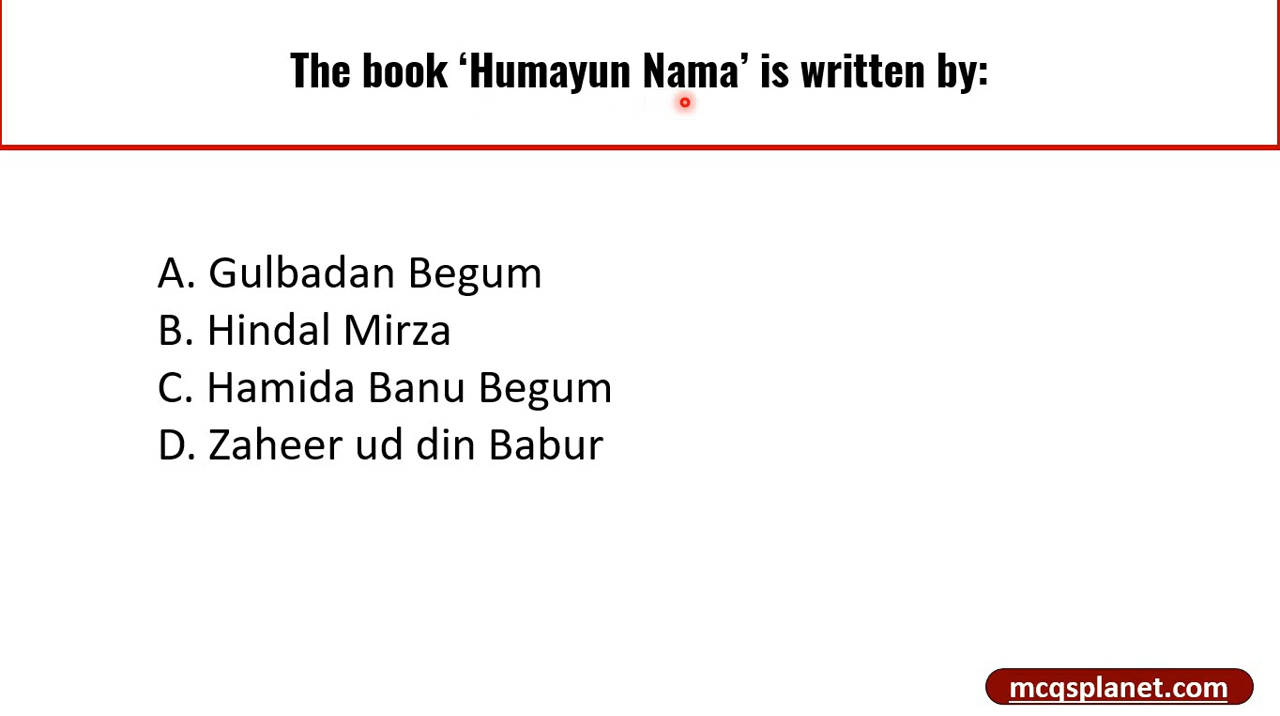 The book ‘Humayun Nama’ is written by:
A. Gulbadan Begum
B. Hindal Mirza
C. Hamida Banu Begum
D. Zaheer ud din Babur
mcqsplanet.com